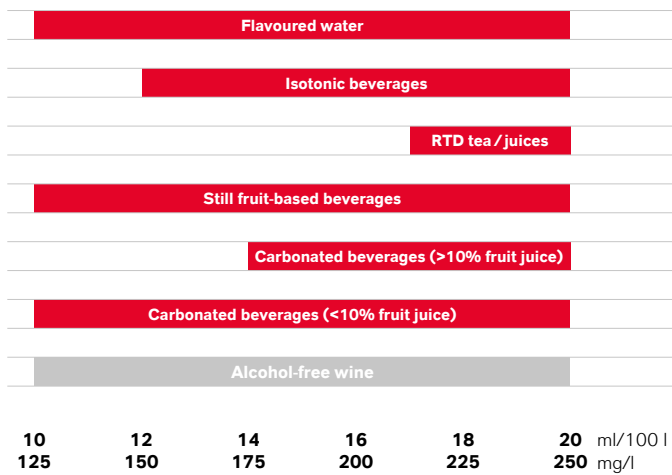 Flavoured water
Isotonic beverages
RTD tea/juices
Still fruit-based beverages
Carbonated beverages (>10% fruit juice)
Carbonated beverages (<10% fruit juice)
Alcohol-free wine
10 12 14 16 18 20 ml/100 l
125 150 175 200 225 250 mg/l